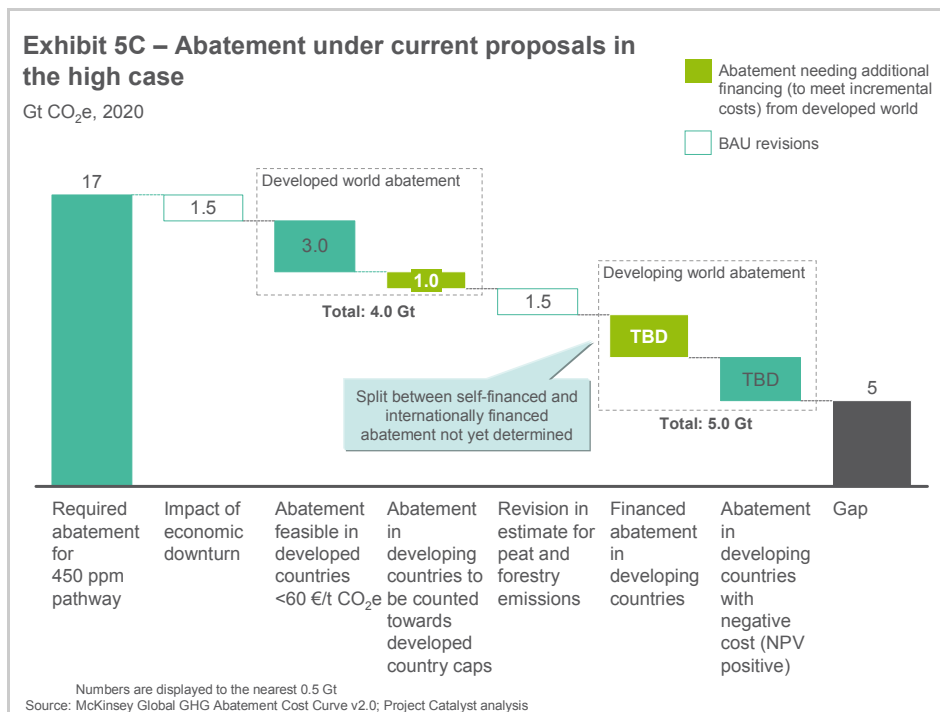 Exhibit 5C – Abatement under current proposals in
the high case
Gt CO₂e, 2020
Abatement needing additional
financing (to meet incremental
costs) from developed world
BAU revisions
17
1.5
Developed world abatement
3.0
1.0
Total: 4.0 Gt
1.5
Developing world abatement
TBD
TBD
Total: 5.0 Gt
5
Split between self-financed and
internationally financed
abatement not yet determined
Required
abatement
for
450 ppm
pathway
Impact of
economic
downturn
Abatement
feasible in
developed
countries
<60 €/t CO₂e
Abatement
in
developing
countries to
be counted
towards
developed
country caps
Revision in
estimate for
peat and
forestry
emissions
Financed
abatement
in
developing
countries
Abatement
in
developing
countries
with
negative
cost (NPV
positive)
Gap
Numbers are displayed to the nearest 0.5 Gt
Source: McKinsey Global GHG Abatement Cost Curve v2.0; Project Catalyst analysis